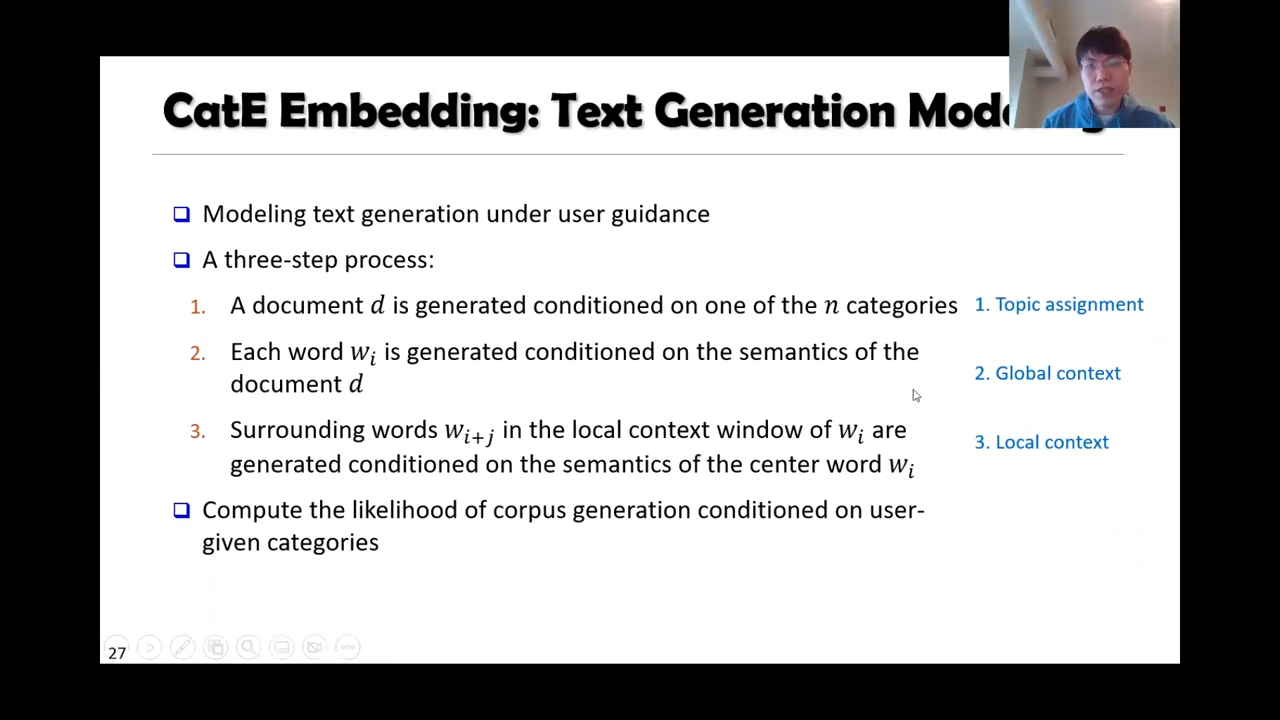 CatE Embedding: Text Generation
Modeling text generation under user guidance
A three-step process:
1. A document d is generated conditioned on one of the n categories
1. Topic assignment
2. Each word wᵢ is generated conditioned on the semantics of the
document d
2. Global context
3. Surrounding words wᵢ₊ⱼ in the local context window of wᵢ are
generated conditioned on the semantics of the center word wᵢ
3. Local context
Compute the likelihood of corpus generation conditioned on user-
given categories
27